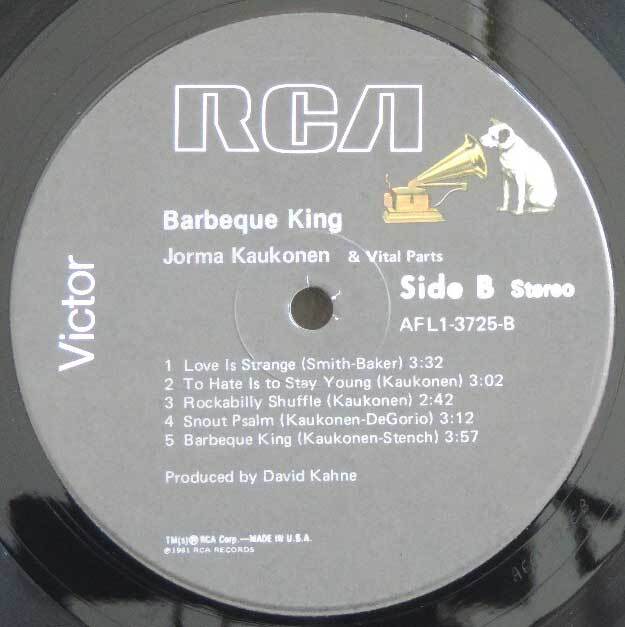 RCA
Barbeque King
Jorma Kaukonen & Vital Parts
Victor
Side B Stereo
AFL1-3725-B
1 Love Is Strange (Smith-Baker) 3:32
2 To Hate Is to Stay Young (Kaukonen) 3:02
3 Rockabilly Shuffle (Kaukonen) 2:42
4 Snout Psalm (Kaukonen-DeGorio) 3:12
5 Barbeque King (Kaukonen-Stench) 3:57
Produced by David Kahne
TM(s)® RCA Corp.—MADE IN U.S.A.
℗1981 RCA RECORDS